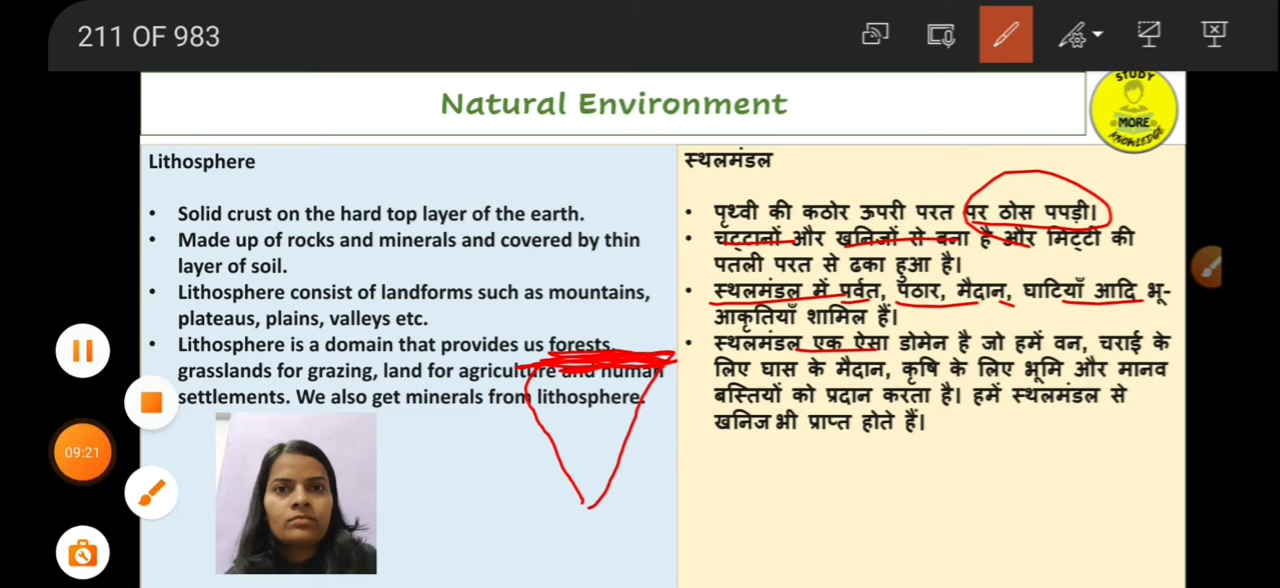 211 OF 983
Natural Environment
STUDY
MORE
KNOWLEDGE
Lithosphere
• Solid crust on the hard top layer of the earth.
• Made up of rocks and minerals and covered by thin
layer of soil.
• Lithosphere consist of landforms such as mountains,
plateaus, plains, valleys etc.
• Lithosphere is a domain that provides us forests,
grasslands for grazing, land for agriculture and human
settlements. We also get minerals from lithosphere.
स्थलमंडल
• पृथ्वी की कठोर ऊपरी परत पर ठोस पपड़ी।
• चट्टानों और खनिजों से बना है और मिट्टी की
पतली परत से ढका हुआ है।
• स्थलमंडल में पर्वत, पठार, मैदान, घाटियाँ आदि भू-
आकृतियाँ शामिल हैं।
• स्थलमंडल एक ऐसा डोमेन है जो हमें वन, चराई के
लिए घास के मैदान, कृषि के लिए भूमि और मानव
बस्तियों को प्रदान करता है। हमें स्थलमंडल से
खनिज भी प्राप्त होते हैं।
09:21